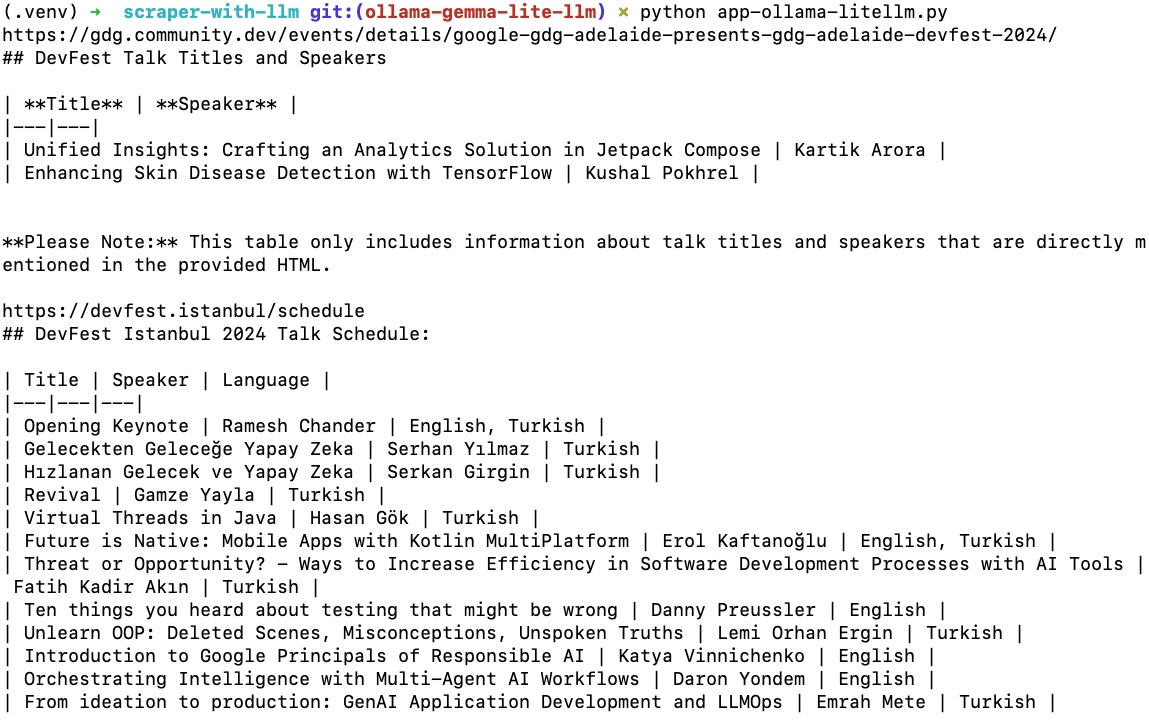 (.venv) → scraper-with-llm git:(ollama-gemma-lite-llm) × python app-ollama-litellm.py
https://gdg.community.dev/events/details/google-gdg-adelaide-presents-gdg-adelaide-devfest-2024/
## DevFest Talk Titles and Speakers
| **Title** | **Speaker** |
|---|---|
| Unified Insights: Crafting an Analytics Solution in Jetpack Compose | Kartik Arora |
| Enhancing Skin Disease Detection with TensorFlow | Kushal Pokhrel |
**Please Note:** This table only includes information about talk titles and speakers that are directly m
entioned in the provided HTML.
https://devfest.istanbul/schedule
## DevFest Istanbul 2024 Talk Schedule:
| Title | Speaker | Language |
|---|---|---|
| Opening Keynote | Ramesh Chander | English, Turkish |
| Gelecekten Geleceğe Yapay Zeka | Serhan Yılmaz | Turkish |
| Hızlanan Gelecek ve Yapay Zeka | Serkan Girgin | Turkish |
| Revival | Gamze Yayla | Turkish |
| Virtual Threads in Java | Hasan Gök | Turkish |
| Future is Native: Mobile Apps with Kotlin MultiPlatform | Erol Kaftanoğlu | English, Turkish |
| Threat or Opportunity? – Ways to Increase Efficiency in Software Development Processes with AI Tools |
Fatih Kadir Akın | Turkish |
| Ten things you heard about testing that might be wrong | Danny Preussler | English |
| Unlearn OOP: Deleted Scenes, Misconceptions, Unspoken Truths | Lemi Orhan Ergin | Turkish |
| Introduction to Google Principals of Responsible AI | Katya Vinnichenko | English |
| Orchestrating Intelligence with Multi-Agent AI Workflows | Daron Yondem | English |
| From ideation to production: GenAI Application Development and LLMOps | Emrah Mete | Turkish |